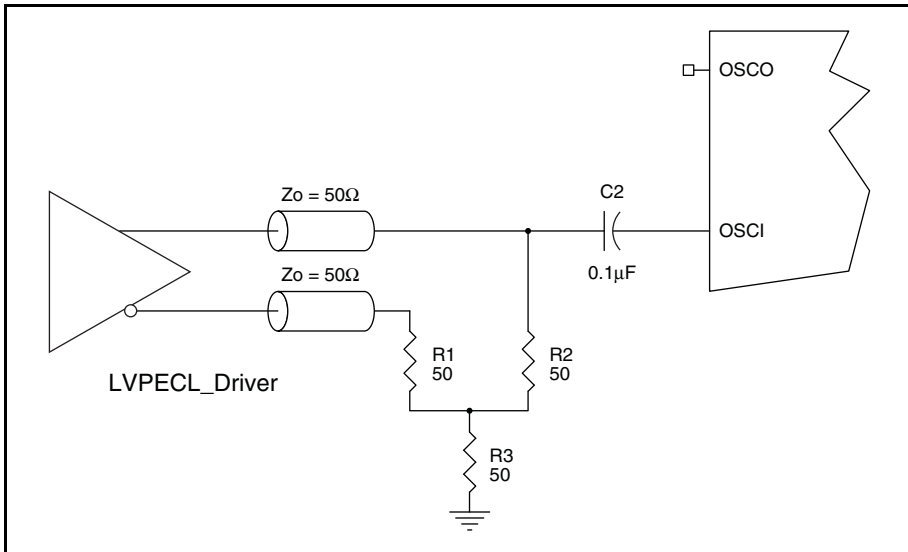 OSCO
Zo = 50Ω
C2
OSCI
0.1μF
Zo = 50Ω
R1
50
R2
50
LVPECL_Driver
R3
50